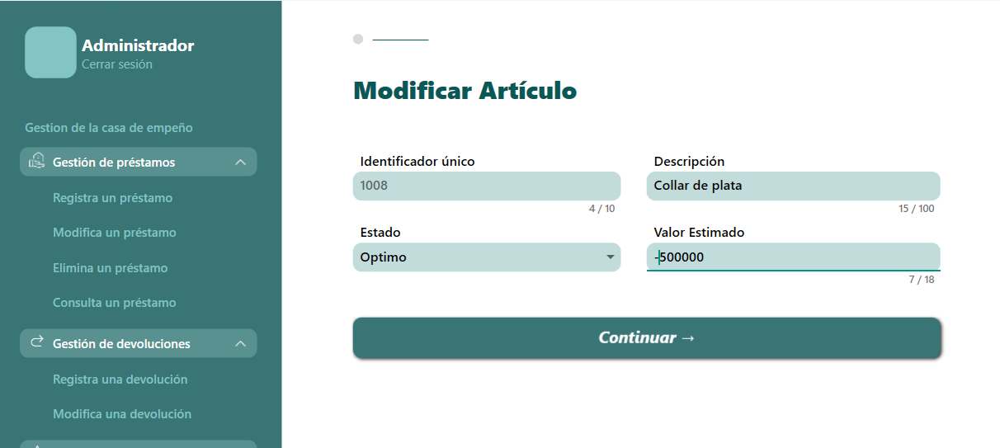 Administrador
Cerrar sesión
Gestion de la casa de empeño
Gestión de préstamos
Registra un préstamo
Modifica un préstamo
Elimina un préstamo
Consulta un préstamo
Gestión de devoluciones
Registra una devolución
Modifica una devolución
Modificar Artículo
Identificador único
1008
4 / 10
Descripción
Collar de plata
15 / 100
Estado
Optimo
Valor Estimado
-500000
7 / 18
Continuar →